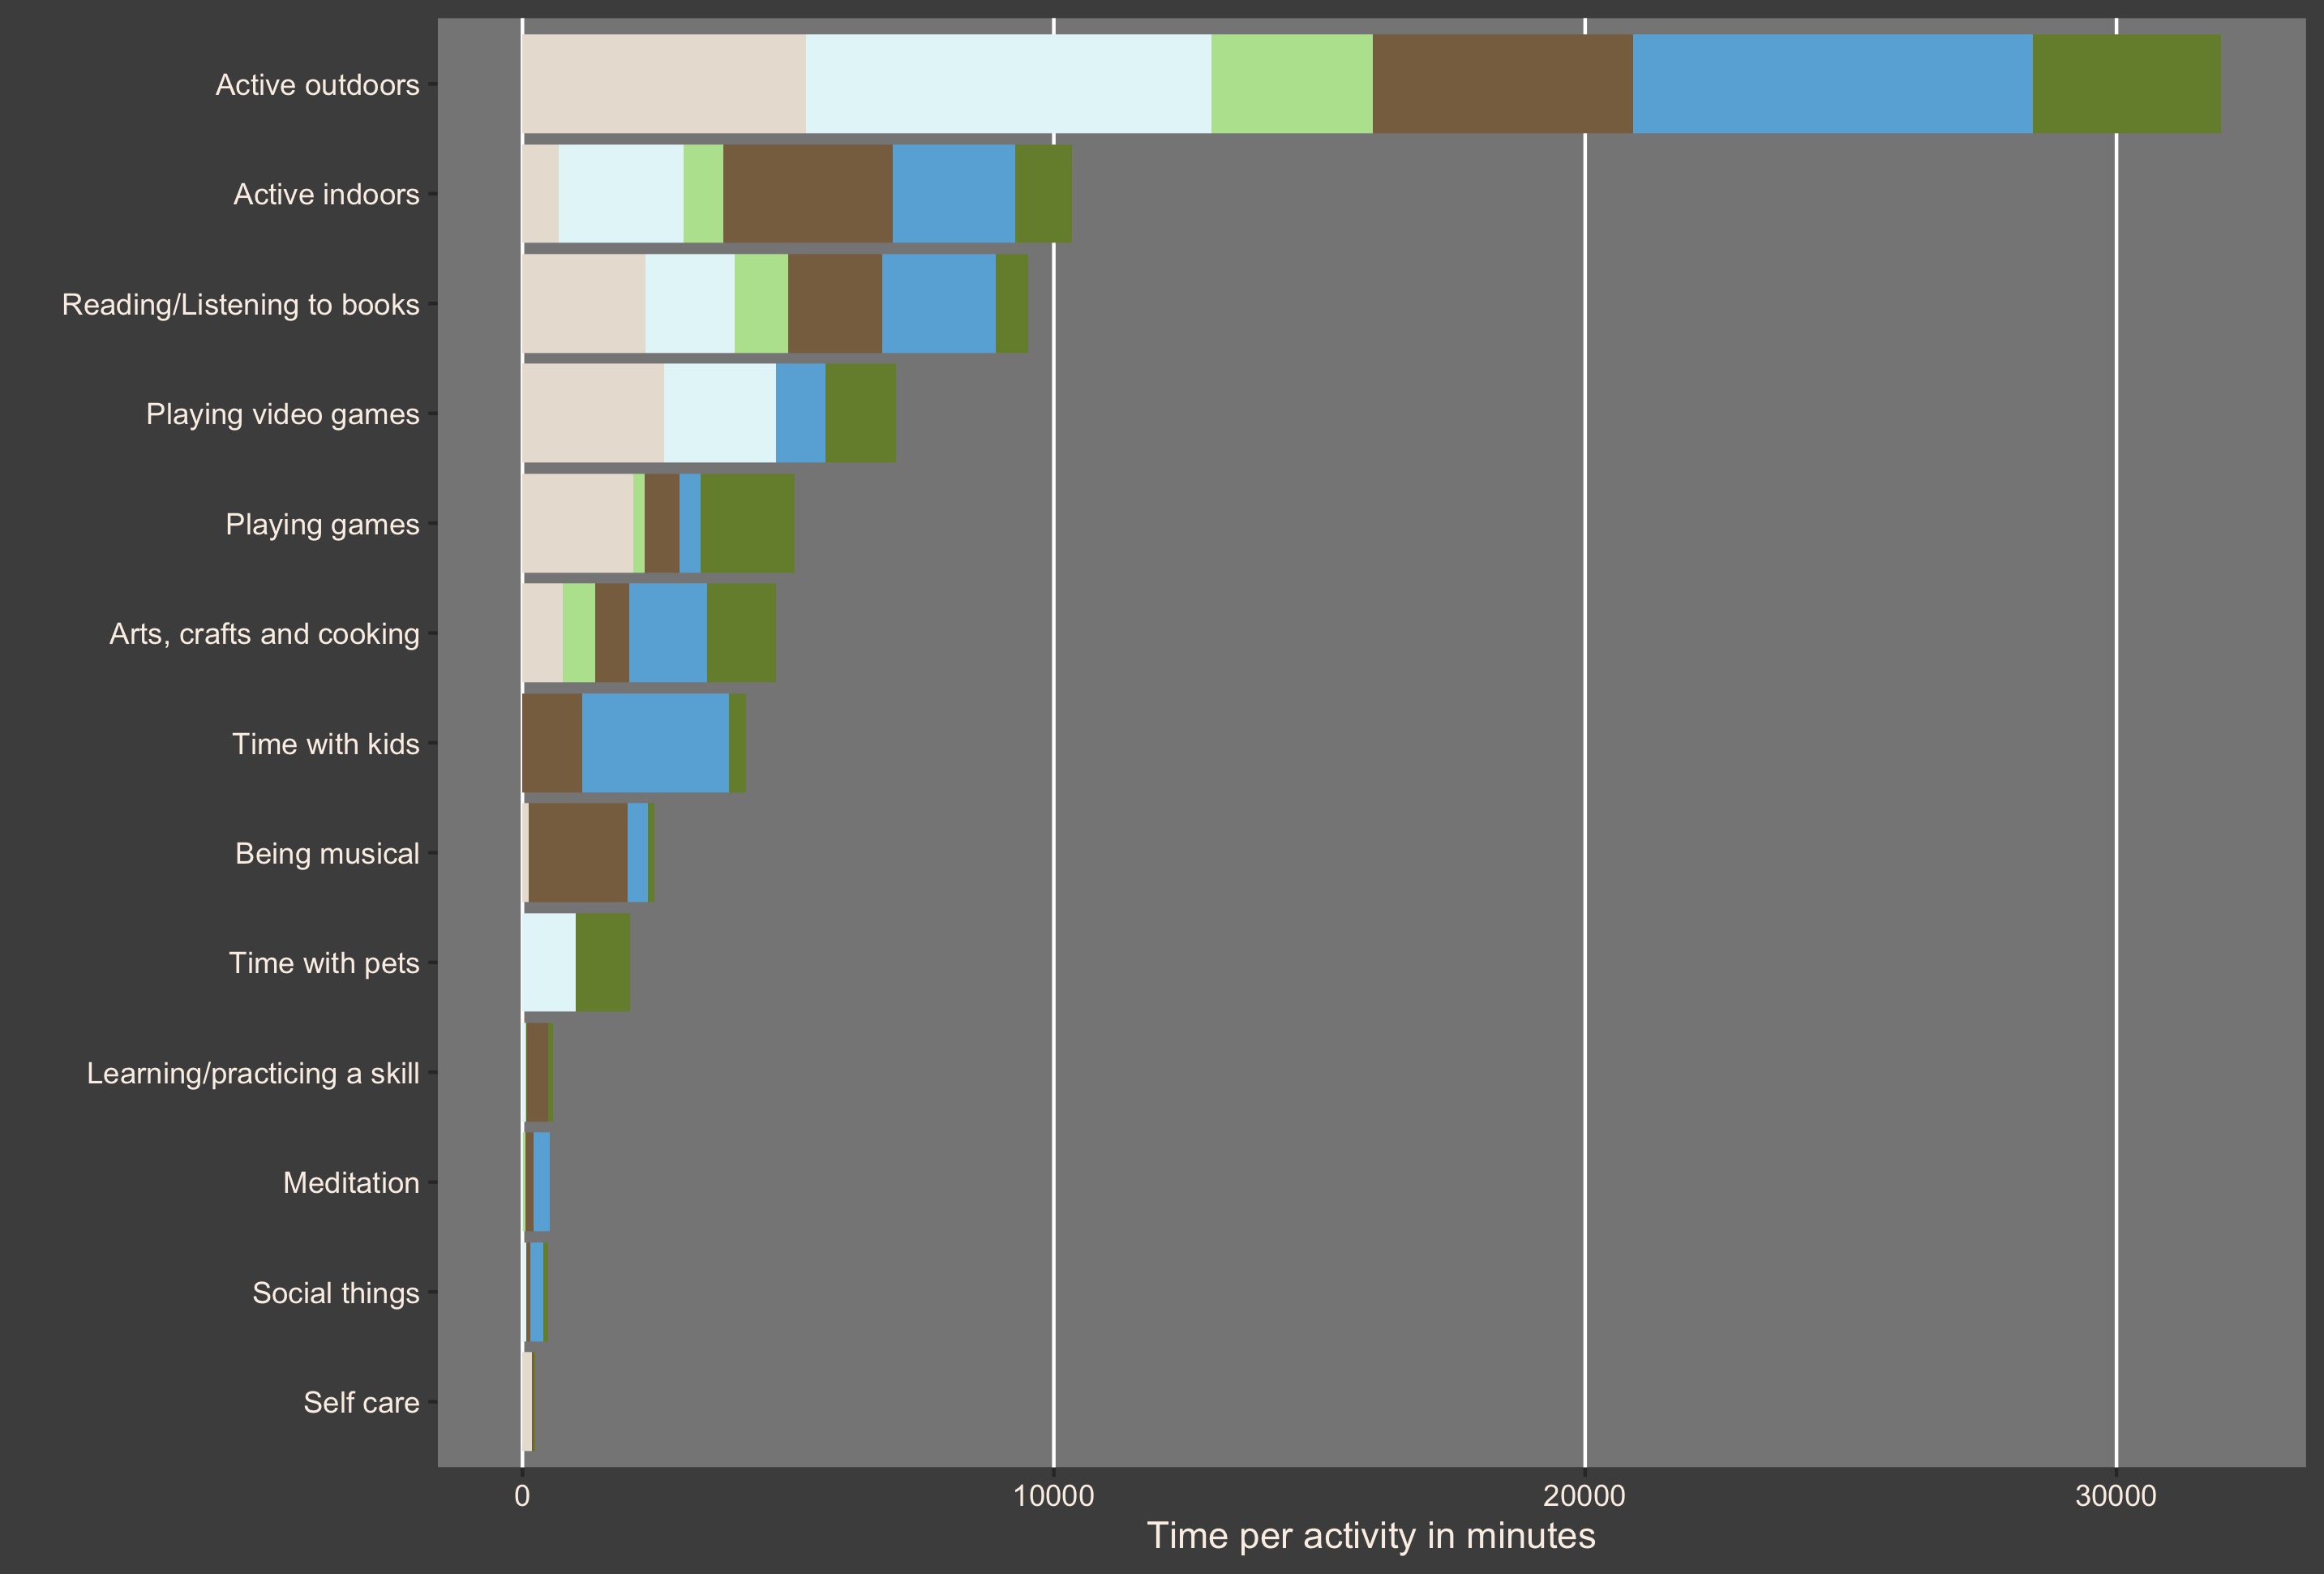 Active outdoors
Active indoors
Reading/Listening to books
Playing video games
Playing games
Arts, crafts and cooking
Time with kids
Being musical
Time with pets
Learning/practicing a skill
Meditation
Social things
Self care
0 10000 20000 30000
Time per activity in minutes